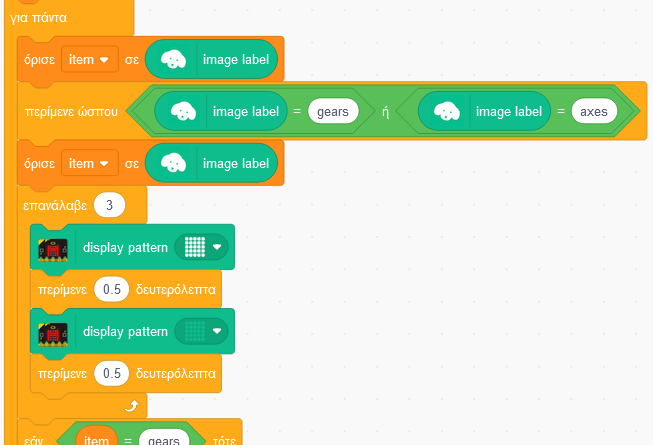 για πάντα
όρισε item σε image label
περίμενε ώσπου image label = gears ή image label = axes
όρισε item σε image label
επανάλαβε 3
display pattern
περίμενε 0.5 δευτερόλεπτα
display pattern
περίμενε 0.5 δευτερόλεπτα
εάν item = gears τότε